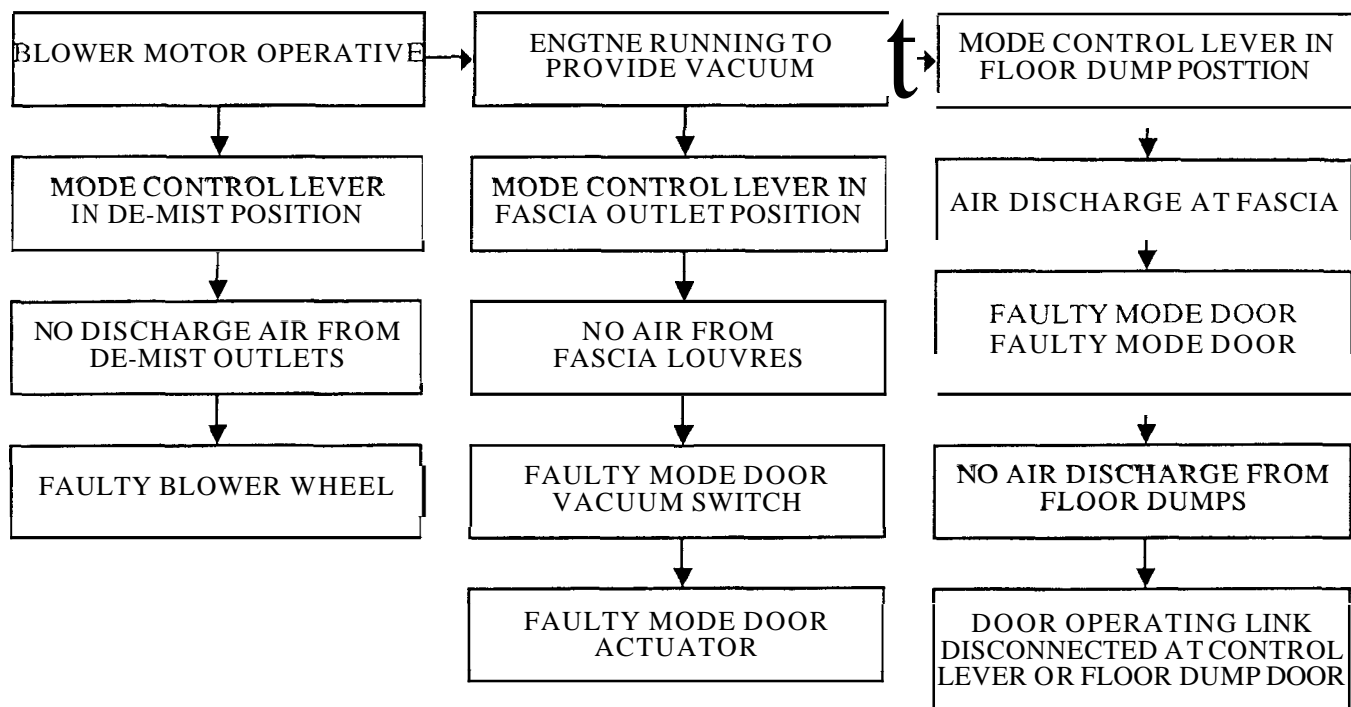 BLOWER MOTOR OPERATIVE
MODE CONTROL LEVER
IN DE-MIST POSITION
NO DISCHARGE AIR FROM
DE-MIST OUTLETS
FAULTY BLOWER WHEEL
ENGTNE RUNNING TO
PROVIDE VACUUM
t
MODE CONTROL LEVER IN
FASCIA OUTLET POSITION
NO AIR FROM
FASCIA LOUVRES
FAULTY MODE DOOR
VACUUM SWITCH
FAULTY MODE DOOR
ACTUATOR
MODE CONTROL LEVER IN
FLOOR DUMP POSTTION
AIR DISCHARGE AT FASCIA
FAULTY MODE DOOR
FAULTY MODE DOOR
NO AIR DISCHARGE FROM
FLOOR DUMPS
DOOR OPERATING LINK
DISCONNECTED AT CONTROL
LEVER OR FLOOR DUMP DOOR